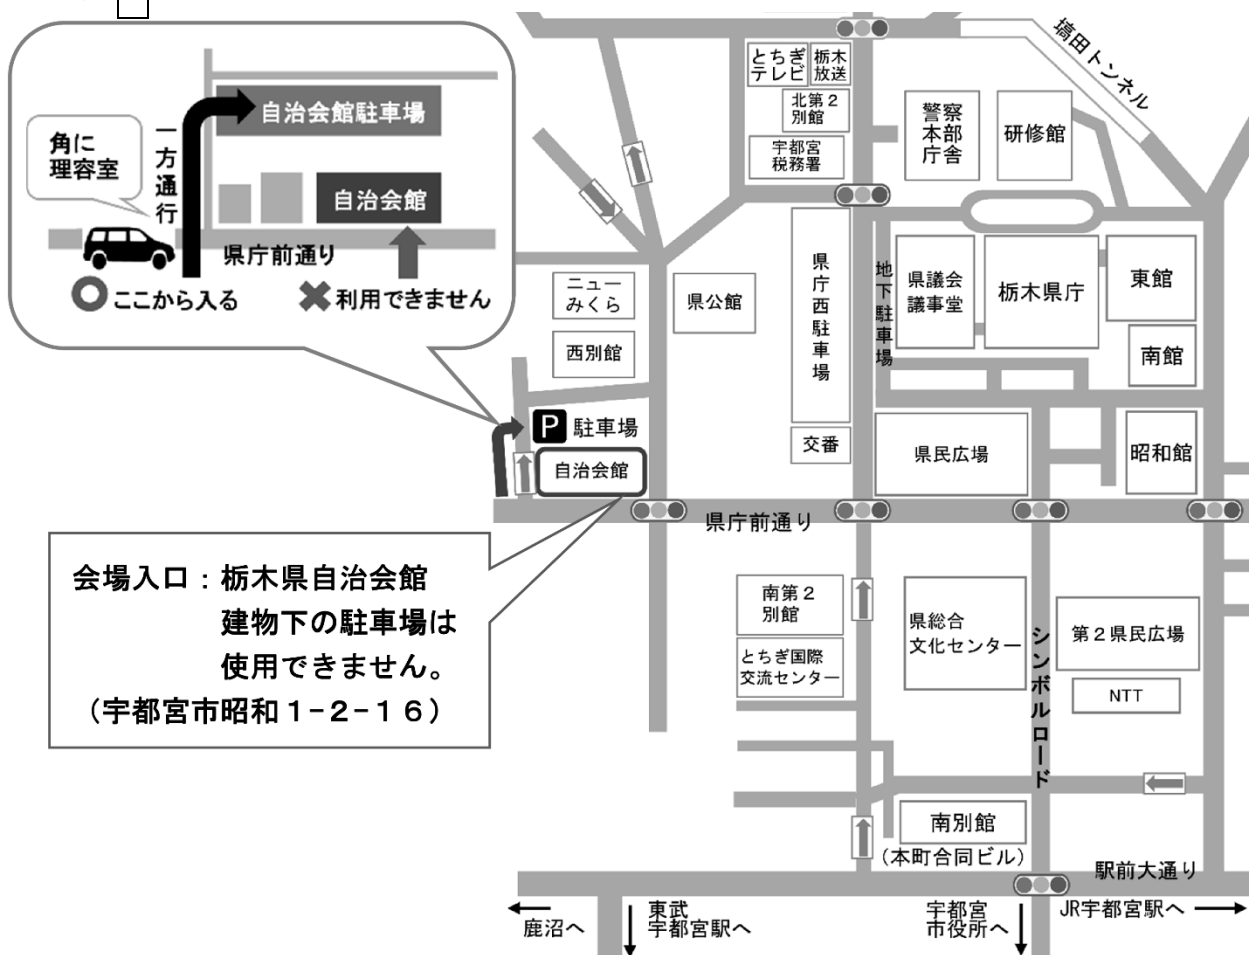 自治会館駐車場
角に
理容室
一方通行
自治会館
県庁前通り
ここから入る
利用できません
塙田トンネル
とちぎ
テレビ
栃木
放送
北第２
別館
宇都宮
税務署
警察
本部
庁舎
研修館
県庁西駐車場
地下駐車場
県議会
議事堂
栃木県庁
東館
南館
ニュー
みくら
県公館
西別館
P 駐車場
自治会館
交番
県民広場
昭和館
県庁前通り
会場入口：栃木県自治会館
建物下の駐車場は
使用できません。
（宇都宮市昭和１−２−１６）
南第２
別館
とちぎ国際
交流センター
県総合
文化センター
シンボルロード
第２県民広場
NTT
南別館
（本町合同ビル）
駅前大通り
鹿沼へ
東武
宇都宮駅へ
宇都宮
市役所へ
JR宇都宮駅へ